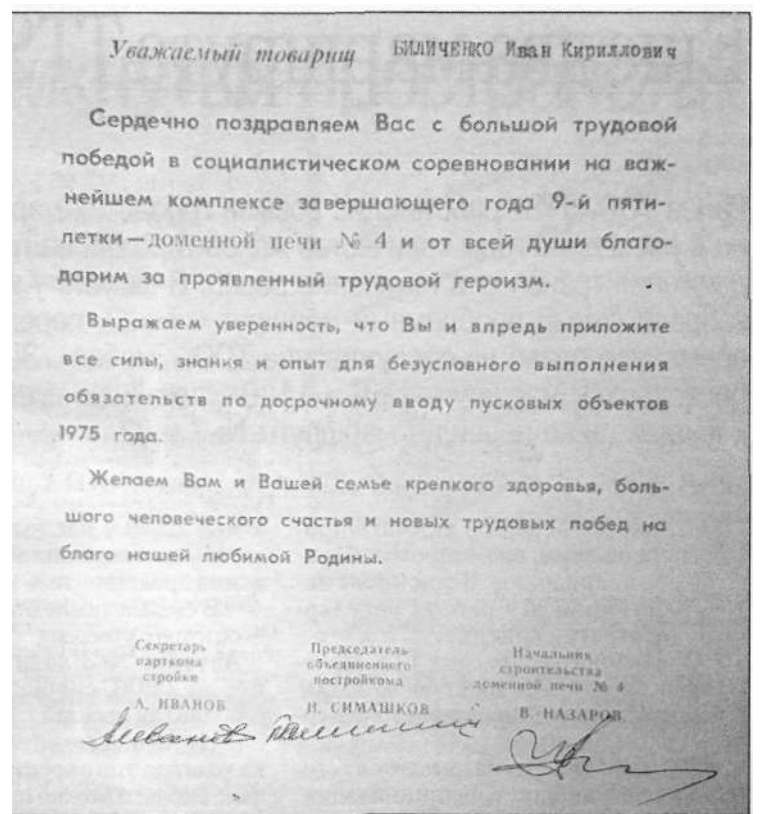 Уважаемый товарищ БИЛИЧЕНКО Иван Кириллович
Сердечно поздравляем Вас с большой трудовой
победой в социалистическом соревновании на важ-
нейшем комплексе завершающего года 9-й пяти-
летки—доменной печи № 4 и от всей души благо-
дарим за проявленный трудовой героизм.
Выражаем уверенность, что Вы и впредь приложите
все силы, знания и опыт для безусловного выполнения
обязательств по досрочному вводу пусковых объектов
1975 года.
Желаем Вам и Вашей семье крепкого здоровья, боль-
шого человеческого счастья и новых трудовых побед на
благо нашей любимой Родины.
Секретарь
парткома
стройки
А. ИВАНОВ
Председатель
объединенного
постройкома
Н. СИМАШКОВ
Начальник
строительства
доменной печи № 4
В. НАЗАРОВ